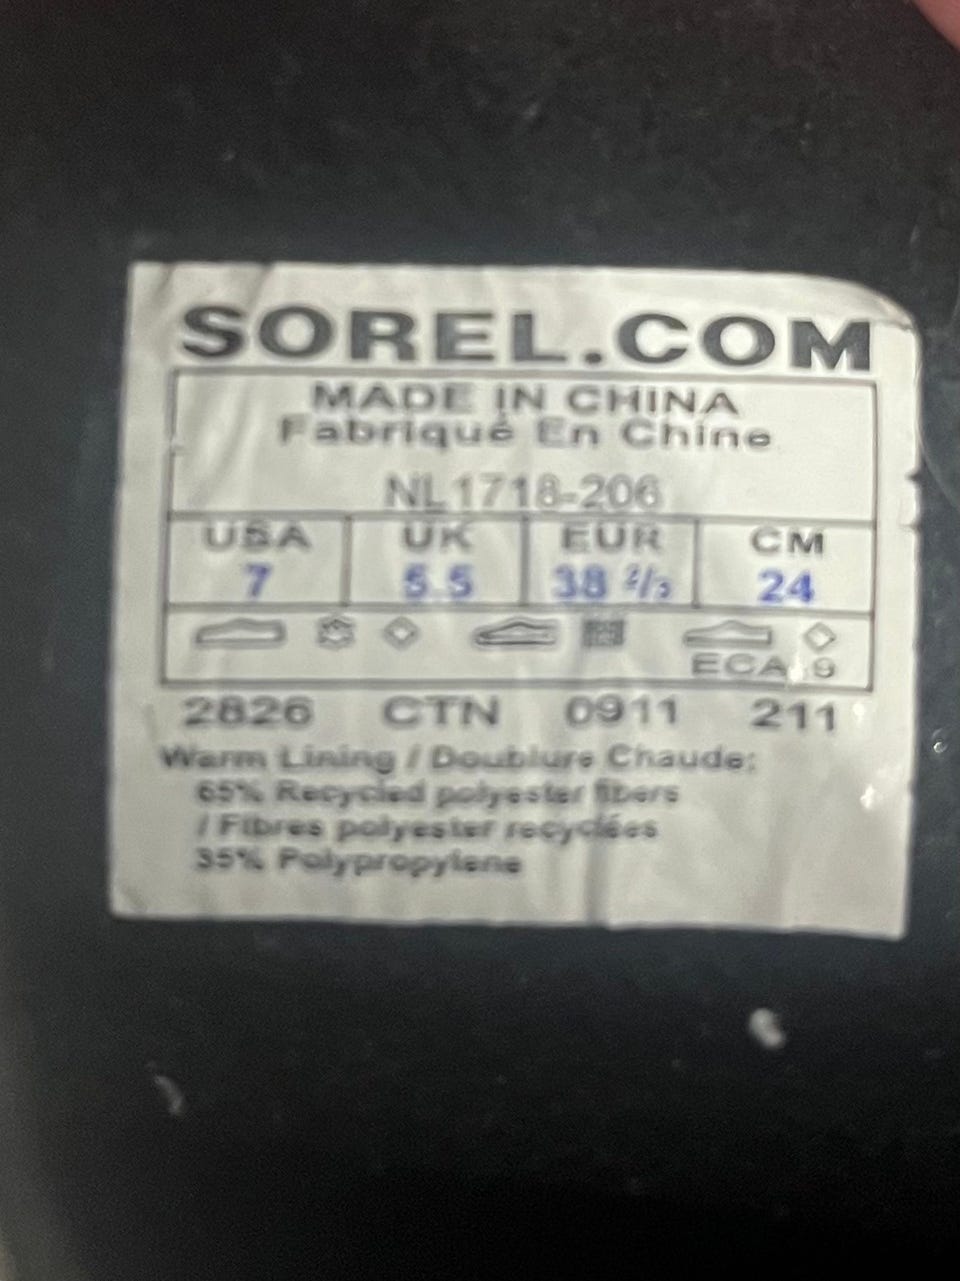 SOREL.COM
MADE IN CHINA
Fabriqué En Chine
NL1718-206
USA UK EUR CM
7 5.5 38 2/3 24
ECA 9
2826 CTN 0911 211
Warm Lining / Doublure Chaude:
65% Recycled polyester fibers
/ Fibres polyester recyclées
35% Polypropylene